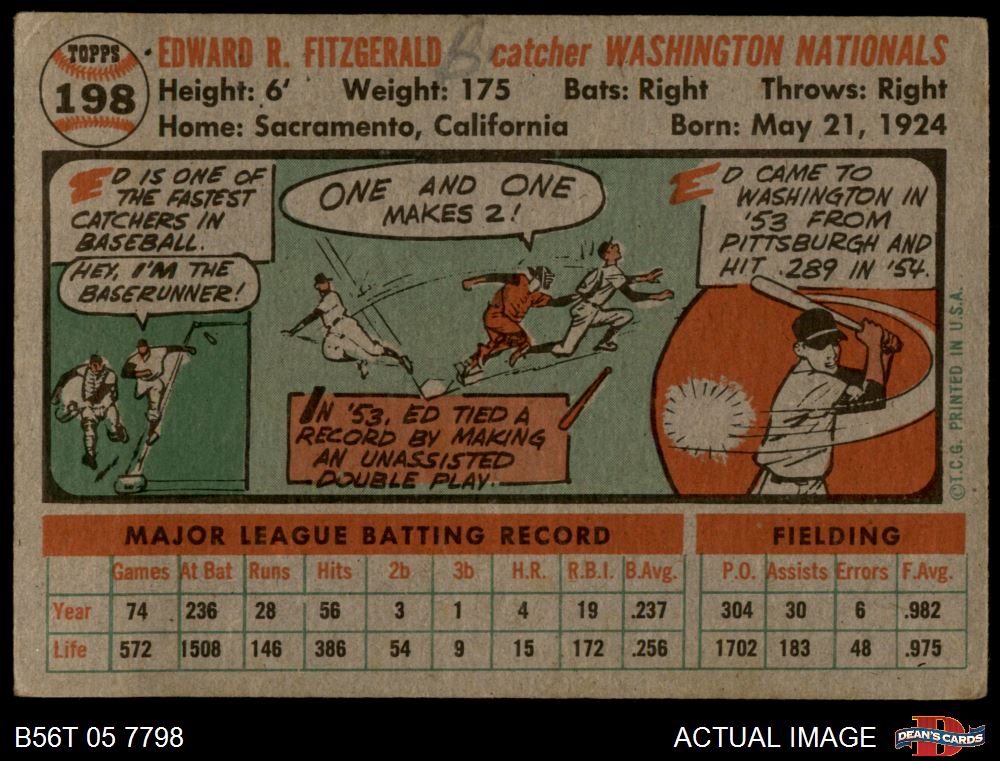 TOPPS
198
EDWARD R. FITZGERALD B. catcher WASHINGTON NATIONALS
Height: 6' Weight: 175 Bats: Right Throws: Right
Home: Sacramento, California Born: May 21, 1924
ED IS ONE OF
THE FASTEST
CATCHERS IN
BASEBALL.
HEY, I'M THE
BASERUNNER!
ONE AND ONE
MAKES 2!
IN '53, ED TIED A
RECORD BY MAKING
AN UNASSISTED
DOUBLE PLAY.
ED CAME TO
WASHINGTON IN
'53 FROM
PITTSBURGH AND
HIT .289 IN '54.
©T.C.G. PRINTED IN U.S.A.
MAJOR LEAGUE BATTING RECORD FIELDING
Games At Bat Runs Hits 2b 3b H.R. R.B.I. B.Avg. P.O. Assists Errors F.Avg.
Year 74 236 28 56 3 1 4 19 .237 304 30 6 .982
Life 572 1508 146 386 54 9 15 172 .256 1702 183 48 .975
B56T 05 7798 ACTUAL IMAGE
DEAN'S CARDS